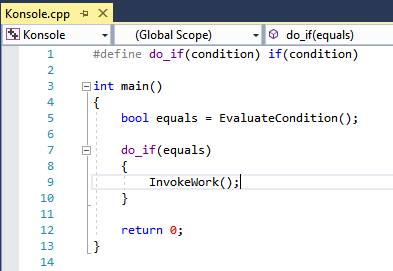 Konsole.cpp
Konsole (Global Scope) do_if(equals)
1 #define do_if(condition) if(condition)
2
3 int main()
4 {
5 bool equals = EvaluateCondition();
6
7 do_if(equals)
8 {
9 InvokeWork();
10 }
11
12 return 0;
13 }
14